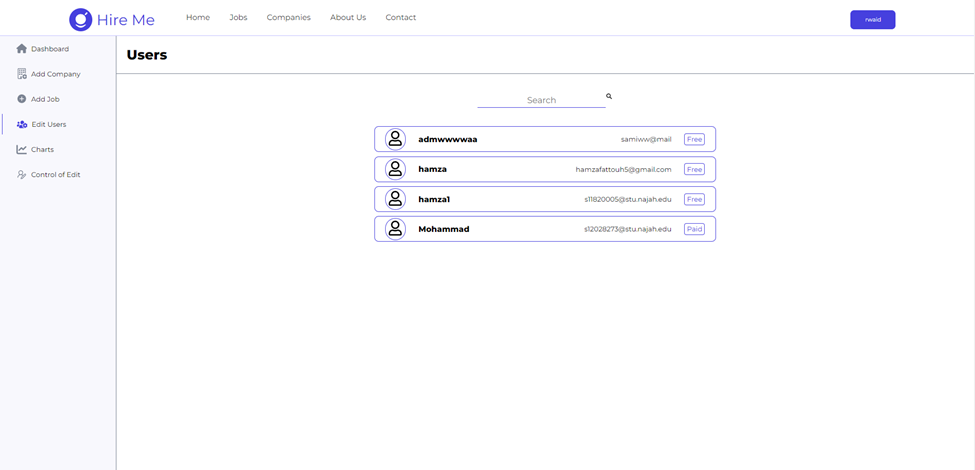 Hire Me Home Jobs Companies About Us Contact rwaid
Dashboard
Add Company
Add Job
Edit Users
Charts
Control of Edit
Users
Search
admwwwwaa samiww@mail Free
hamza hamzafattouh5@gmail.com Free
hamza1 s11820005@stu.najah.edu Free
Mohammad s12028273@stu.najah.edu Paid